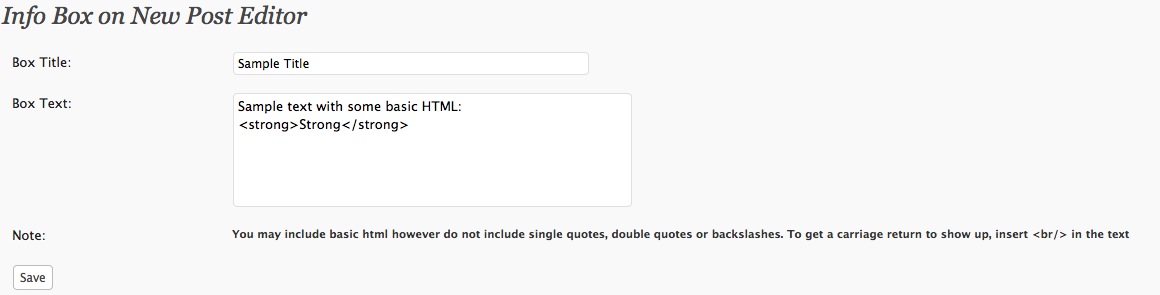 Info Box on New Post Editor
Box Title:
Sample Title
Box Text:
Sample text with some basic HTML:
<strong>Strong</strong>
Note:
You may include basic html however do not include single quotes, double quotes or backslashes. To get a carriage return to show up, insert <br/> in the text
Save